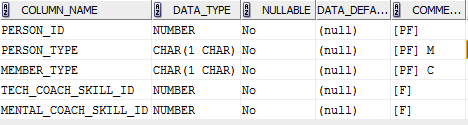 COLUMN_NAME DATA_TYPE NULLABLE DATA_DEFA... COMME...
PERSON_ID NUMBER No (null) [PF]
PERSON_TYPE CHAR(1 CHAR) No (null) [PF] M
MEMBER_TYPE CHAR(1 CHAR) No (null) [PF] C
TECH_COACH_SKILL_ID NUMBER No (null) [F]
MENTAL_COACH_SKILL_ID NUMBER No (null) [F]